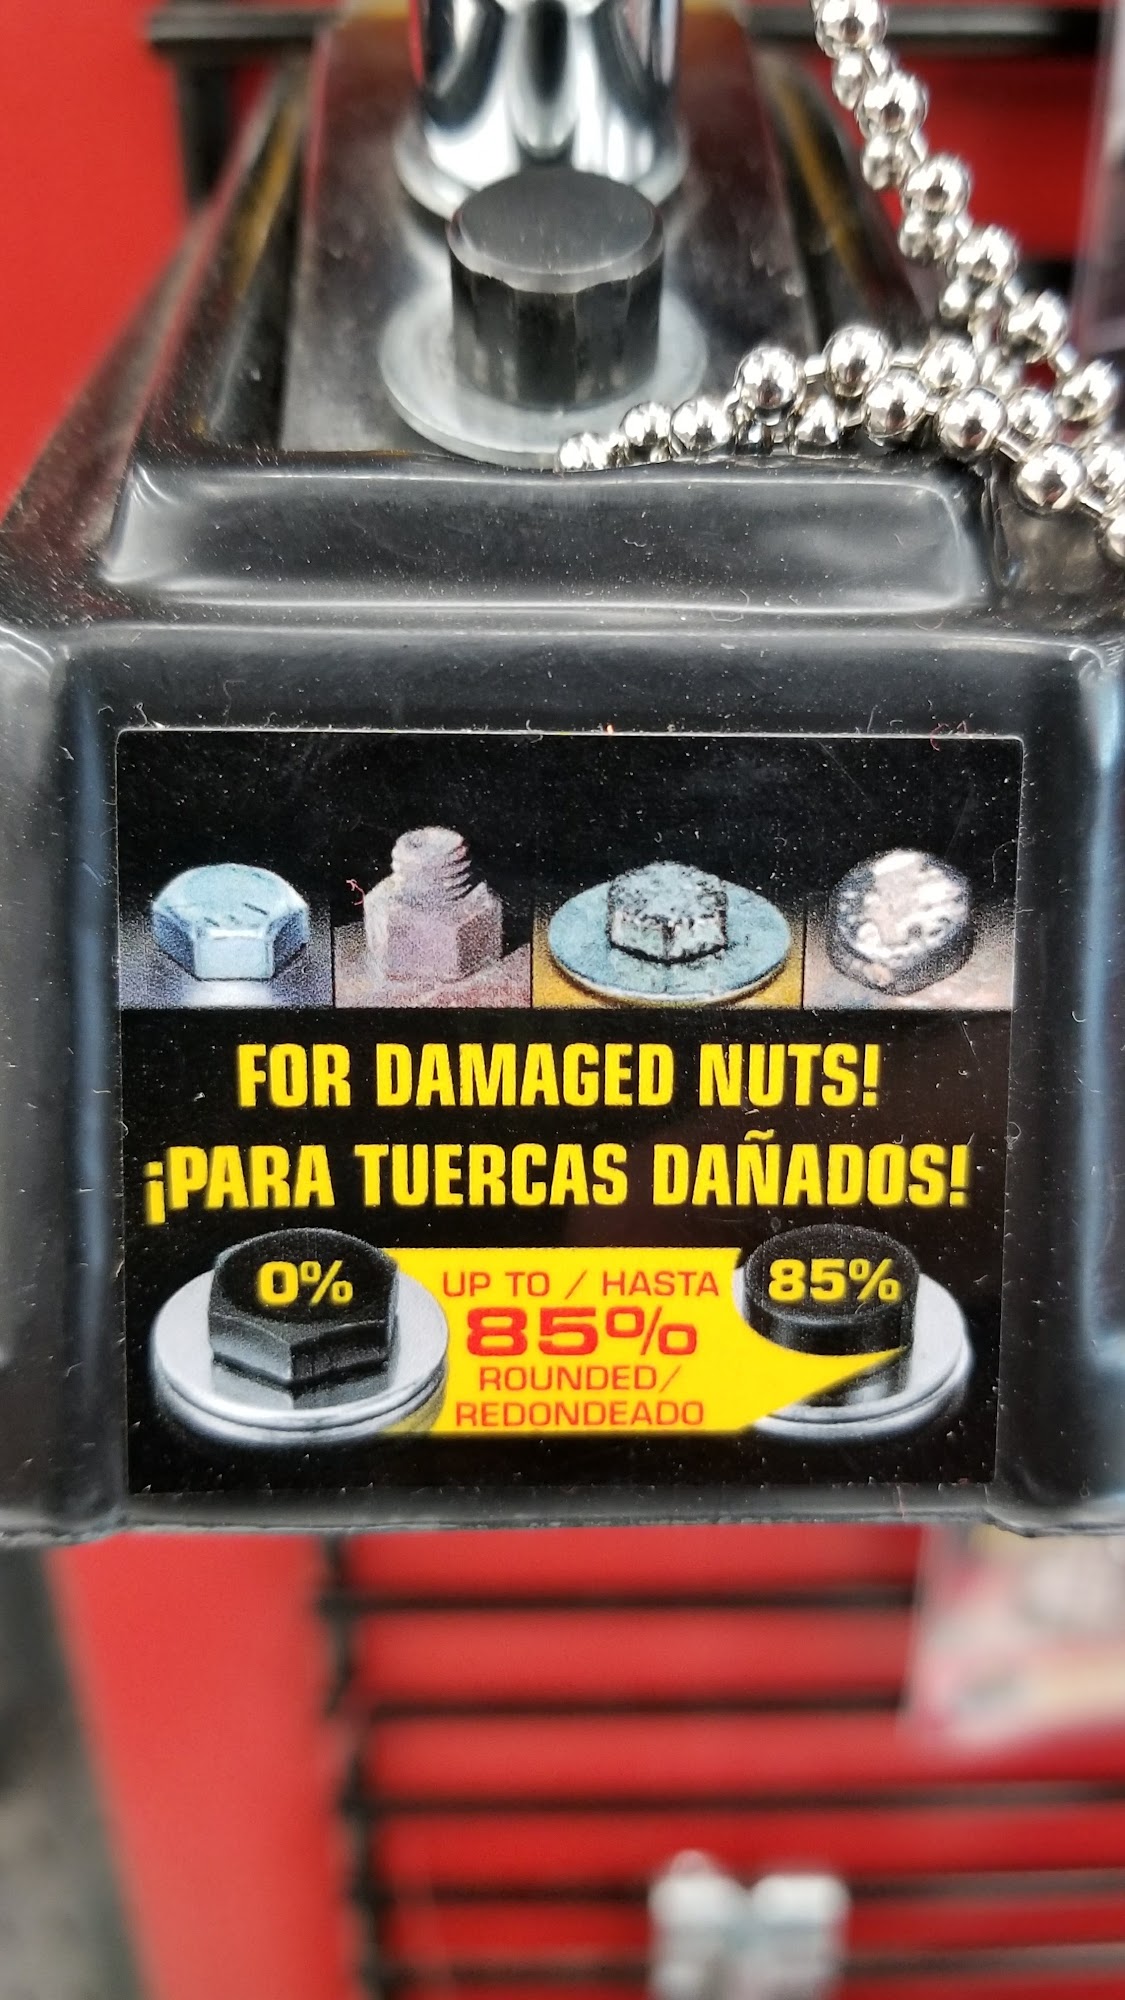 FOR DAMAGED NUTS!
¡PARA TUERCAS DAÑADOS!
0%
UP TO / HASTA
85%
ROUNDED/
REDONDEADO
85%